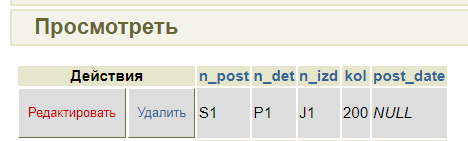 Просмотреть
Действия n_post n_det n_izd kol post_date
Редактировать Удалить S1 P1 J1 200 NULL